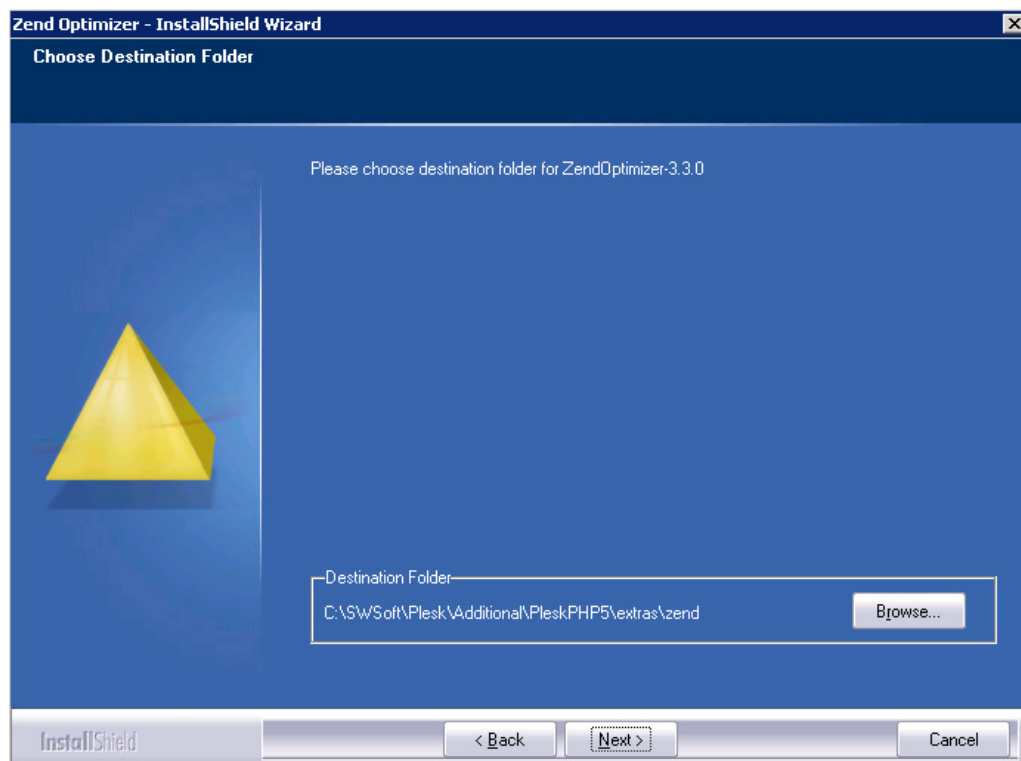 Zend Optimizer - InstallShield Wizard
Choose Destination Folder
Please choose destination folder for ZendOptimizer-3.3.0
Destination Folder
C:\SWSoft\Plesk\Additional\PleskPHP5\extras\zend
Browse...
InstallShield
< Back
Next >
Cancel